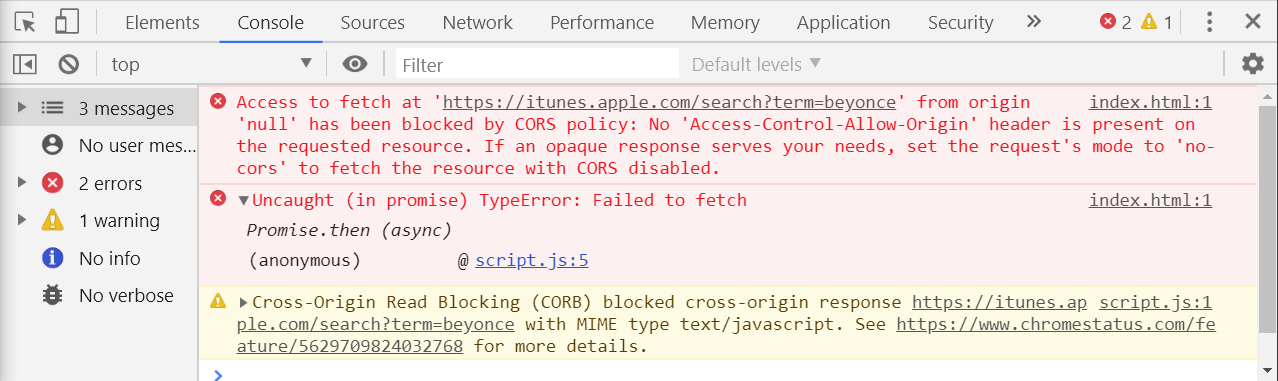 Elements Console Sources Network Performance Memory Application Security » 2 1
top Filter Default levels
3 messages
No user mes...
2 errors
1 warning
No info
No verbose
Access to fetch at 'https://itunes.apple.com/search?term=beyonce' from origin index.html:1
'null' has been blocked by CORS policy: No 'Access-Control-Allow-Origin' header is present on
the requested resource. If an opaque response serves your needs, set the request's mode to 'no-
cors' to fetch the resource with CORS disabled.
Uncaught (in promise) TypeError: Failed to fetch index.html:1
Promise.then (async)
(anonymous) @ script.js:5
Cross-Origin Read Blocking (CORB) blocked cross-origin response https://itunes.ap script.js:1
ple.com/search?term=beyonce with MIME type text/javascript. See https://www.chromestatus.com/fe
ature/5629709824032768 for more details.